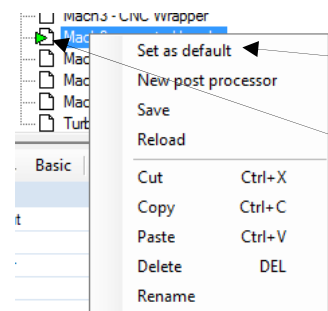 Mach3 - CNC Wrapper
Set as default
New post processor
Save
Reload
Basic
Cut Ctrl+X
Copy Ctrl+C
Paste Ctrl+V
Delete DEL
Rename